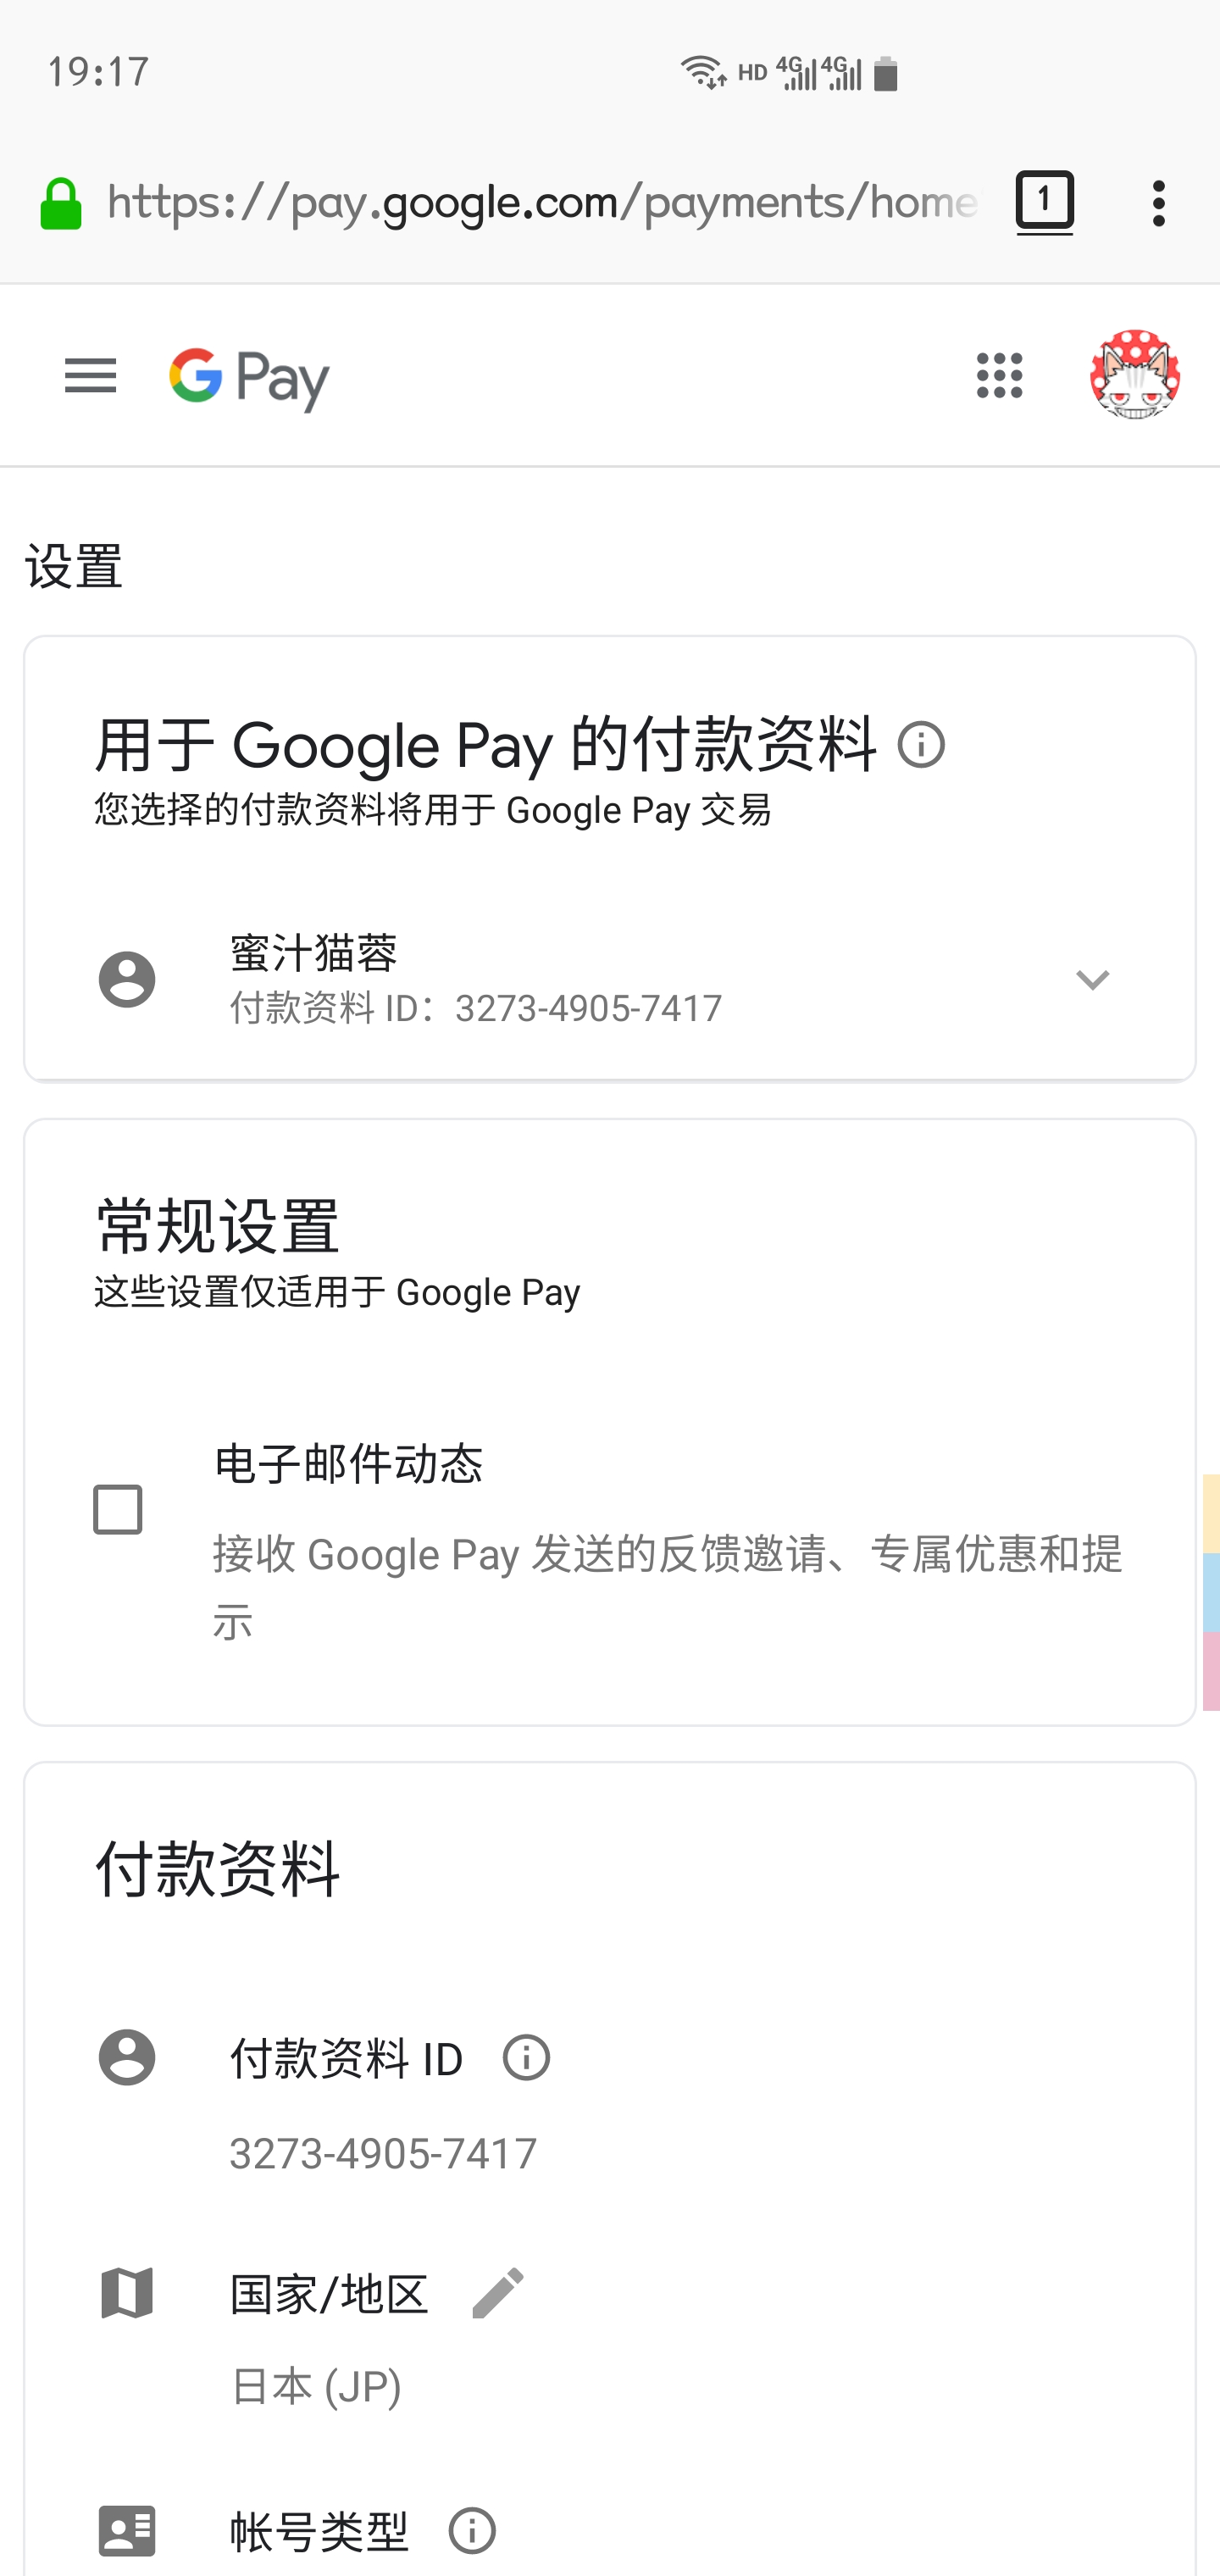 19:17
HD 4G 4G
https://pay.google.com/payments/home
1
G Pay
设置
用于 Google Pay 的付款资料
您选择的付款资料将用于 Google Pay 交易
蜜汁猫蓉
付款资料 ID：3273-4905-7417
常规设置
这些设置仅适用于 Google Pay
电子邮件动态
接收 Google Pay 发送的反馈邀请、专属优惠和提
示
付款资料
付款资料 ID
3273-4905-7417
国家/地区
日本 (JP)
帐号类型